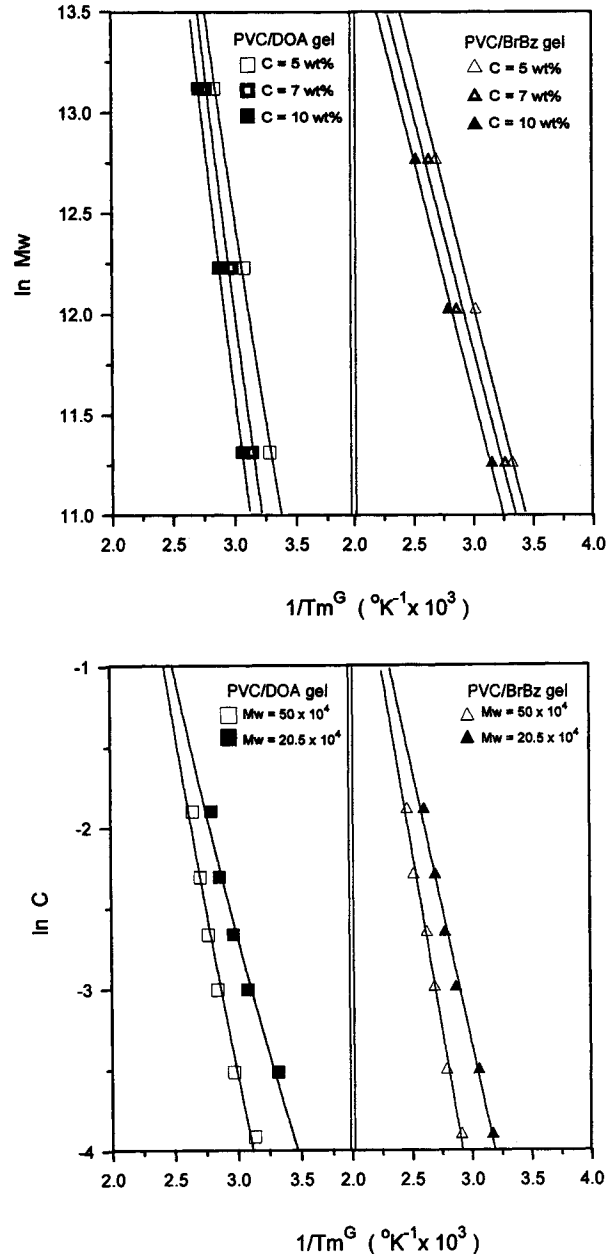 PVC/DOA gel
C = 5 wt%
C = 7 wt%
C = 10 wt%
PVC/BrBz gel
C = 5 wt%
C = 7 wt%
C = 10 wt%
13.5
13.0
12.5
12.0
11.5
11.0
ln Mw
2.0 3.0 3.5 2.0 2.5 3.0 3.5 4.0
1/Tm^G ( °K^-1 x 10^3 )
PVC/DOA gel
Mw = 50 x 10^4
Mw = 20.5 x 10^4
PVC/BrBz gel
Mw = 50 x 10^4
Mw = 20.5 x 10^4
-1
-2
-3
-4
ln C
2.0 2.5 3.0 3.5 2.0 2.5 3.0 3.5 4.0
1/Tm^G ( °K^-1 x 10^3 )